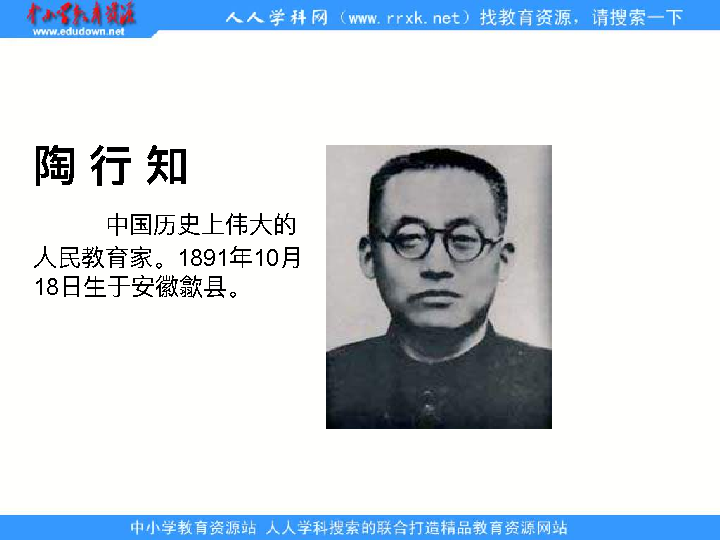 中小学教育资源
www.edudown.net
人人学科网（www.rrxk.net）找教育资源，请搜索一下
陶行知
中国历史上伟大的
人民教育家。1891年10月
18日生于安徽歙县。
中小学教育资源站 人人学科搜索的联合打造精品教育资源网站